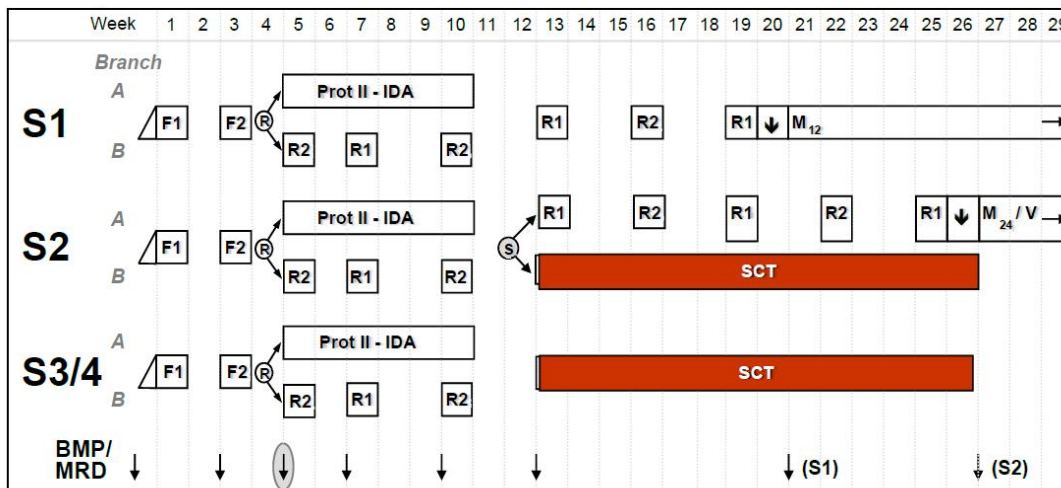 Week 1 2 3 4 5 6 7 8 9 10 11 12 13 14 15 16 17 18 19 20 21 22 23 24 25 26 27 28 29
Branch
A Prot II - IDA
S1 F1 F2 R R1 R2 R1 M12
B R2 R1 R2
A Prot II - IDA R1 R2 R1 R2 R1 M24 / V
S2 F1 F2 R S
B R2 R1 R2 SCT
A Prot II - IDA
S3/4 F1 F2 R SCT
B R2 R1 R2
BMP/
MRD (S1) (S2)